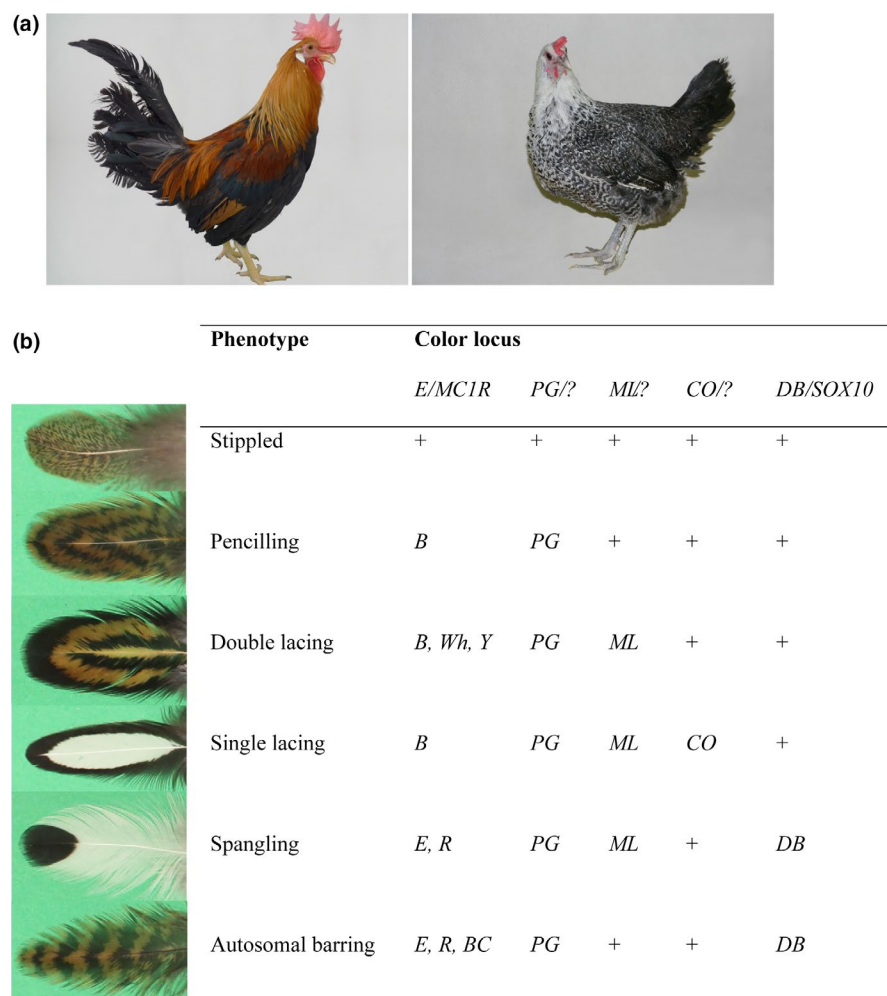 (a)
(b)
Phenotype Color locus
E/MC1R PG/? ML/? CO/? DB/SOX10
Stippled + + + + +
Pencilling B PG + + +
Double lacing B, Wh, Y PG ML + +
Single lacing B PG ML CO +
Spangling E, R PG ML + DB
Autosomal barring E, R, BC PG + + DB